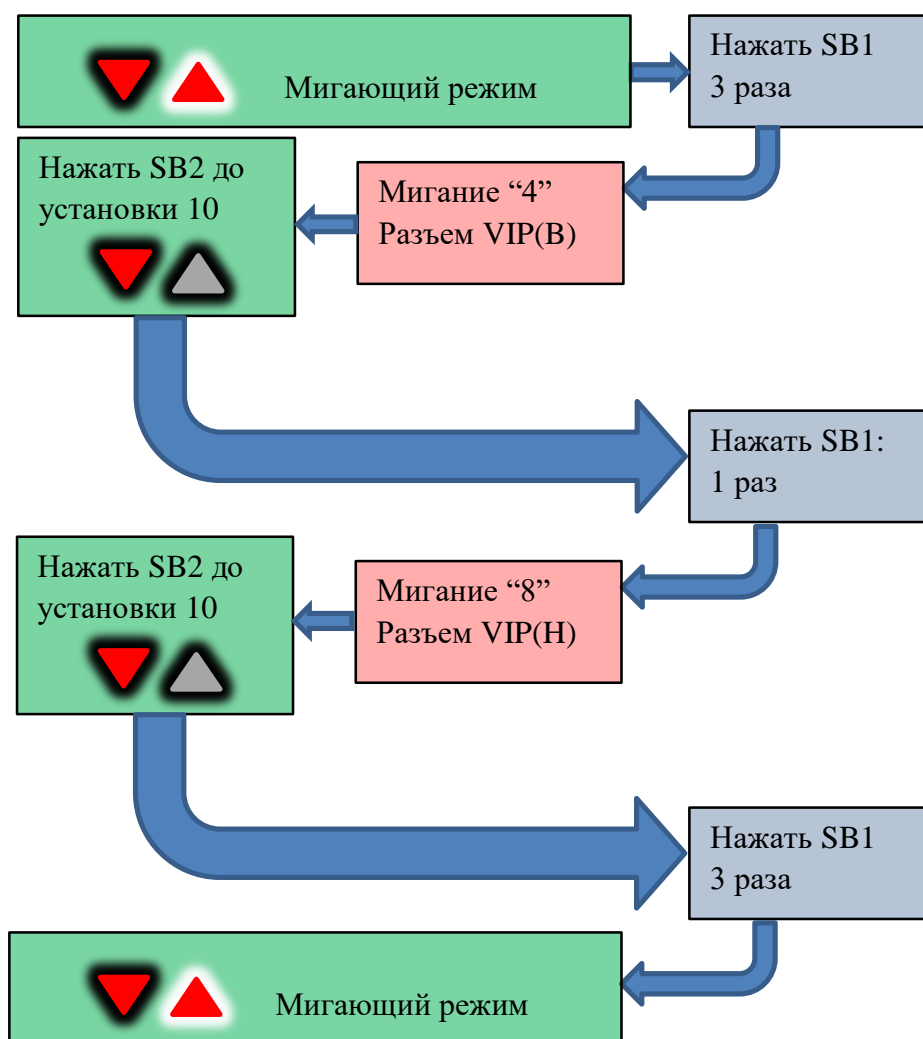 Мигающий режим
Нажать SB1
3 раза
Мигание “4”
Разъем VIP(В)
Нажать SB2 до
установки 10
Нажать SB1:
1 раз
Мигание “8”
Разъем VIP(Н)
Нажать SB2 до
установки 10
Нажать SB1
3 раза
Мигающий режим